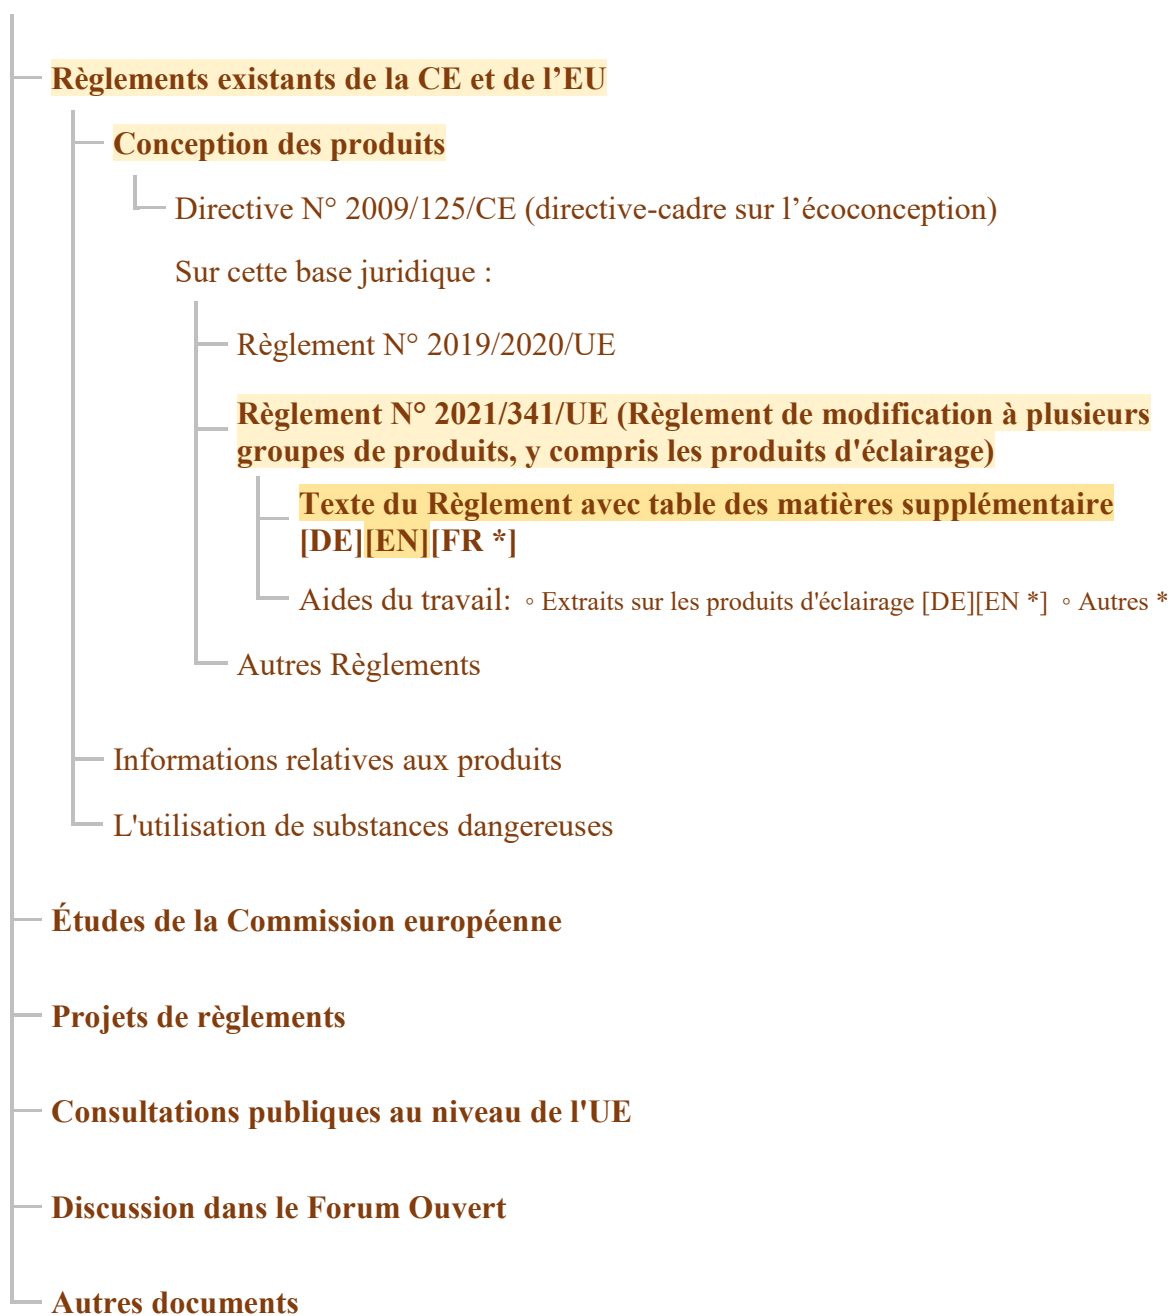 Règlements existants de la CE et de l’EU
Conception des produits
Directive N° 2009/125/CE (directive-cadre sur l’écoconception)
Sur cette base juridique :
Règlement N° 2019/2020/UE
Règlement N° 2021/341/UE (Règlement de modification à plusieurs
groupes de produits, y compris les produits d'éclairage)
Texte du Règlement avec table des matières supplémentaire
[DE][EN][FR *]
Aides du travail: ◦ Extraits sur les produits d'éclairage [DE][EN *] ◦ Autres *
Autres Règlements
Informations relatives aux produits
L'utilisation de substances dangereuses
Études de la Commission européenne
Projets de règlements
Consultations publiques au niveau de l'UE
Discussion dans le Forum Ouvert
Autres documents